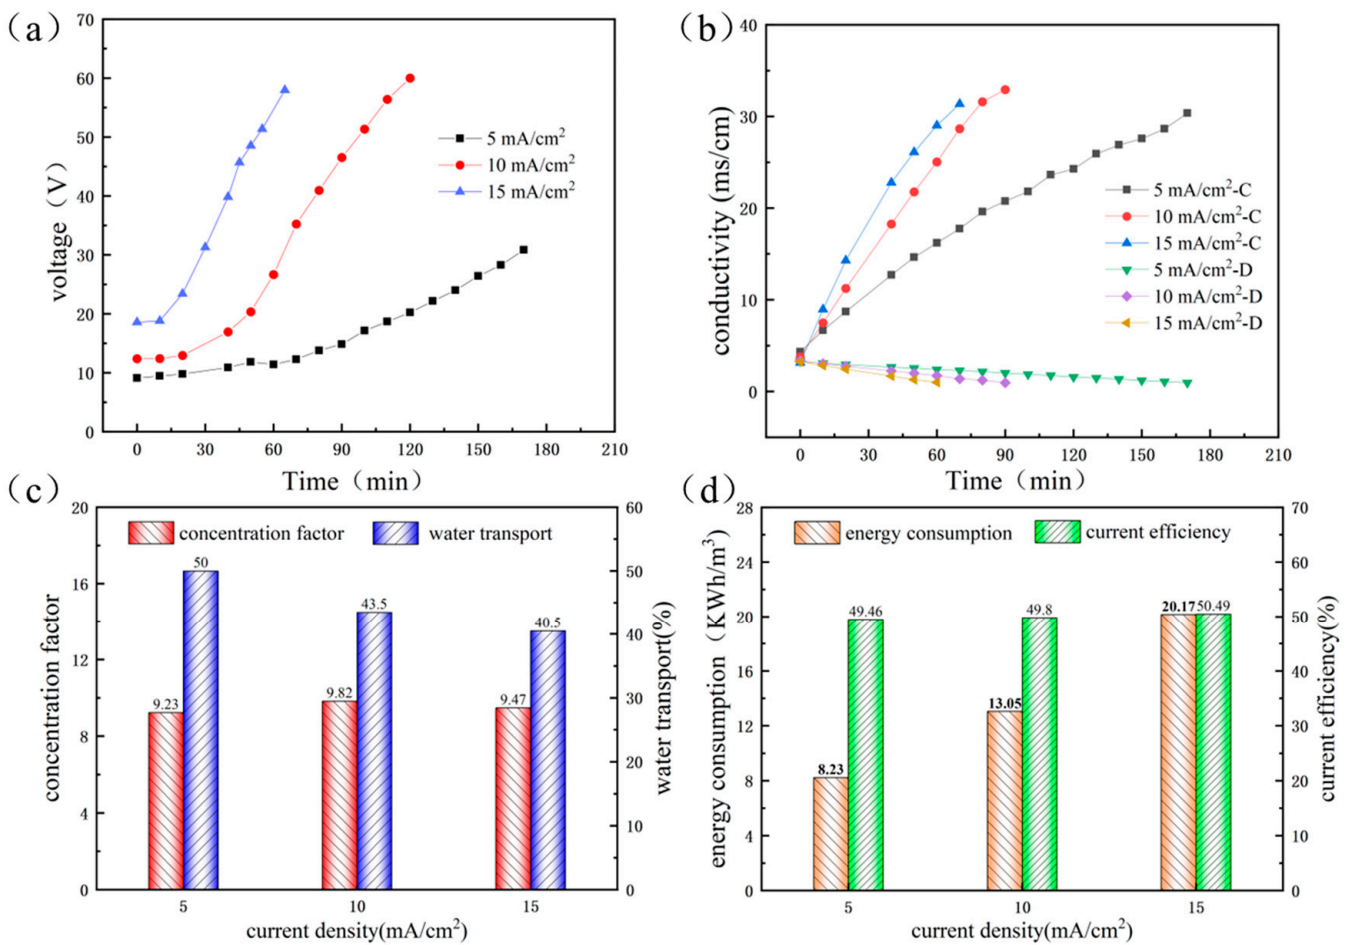 (a)
70
60
50
40
30
20
10
0
voltage（V）
5 mA/cm²
10 mA/cm²
15 mA/cm²
0 30 60 90 120 150 180 210
Time（min）
(b)
40
30
20
10
0
conductivity (ms/cm)
5 mA/cm²-C
10 mA/cm²-C
15 mA/cm²-C
5 mA/cm²-D
10 mA/cm²-D
15 mA/cm²-D
0 30 60 90 120 150 180 210
Time（min）
(c)
20
16
12
8
4
0
concentration factor
concentration factor water transport
50
43.5
40.5
9.23
9.82
9.47
60
50
40
30
20
10
0
water transport(%)
5 10 15
current density(mA/cm²)
(d)
28
24
20
16
12
8
4
0
energy consumption（KWh/m³）
energy consumption current efficiency
49.46
49.8
20.17 50.49
13.05
8.23
70
60
50
40
30
20
10
0
current efficiency(%)
5 10 15
current density(mA/cm²)